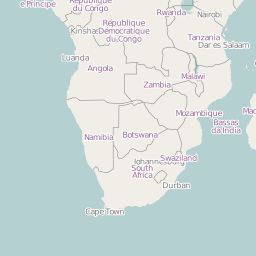 République
du Congo
Rwanda
Nairobi
e Príncipe
Kinshasa
République
Démocratique
du Congo
Tanzania
Dar es Salaam
Luanda
Angola
Malawi
Zambia
Mozambique
Bassas
da India
Namibia
Botswana
Swaziland
Johannesburg
South
Africa
Durban
Cape Town